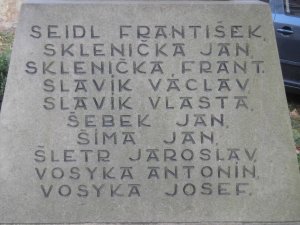 SEIDL FRANTIŠEK,
SKLENIČKA JAN,
SKLENIČKA FRANT.
SLAVÍK VÁCLAV,
SLAVÍK VLASTA,
ŠEBEK JAN,
ŠÍMA JAN,
ŠLETR JAROSLAV,
VOSYKA ANTONÍN,
VOSYKA JOSEF.